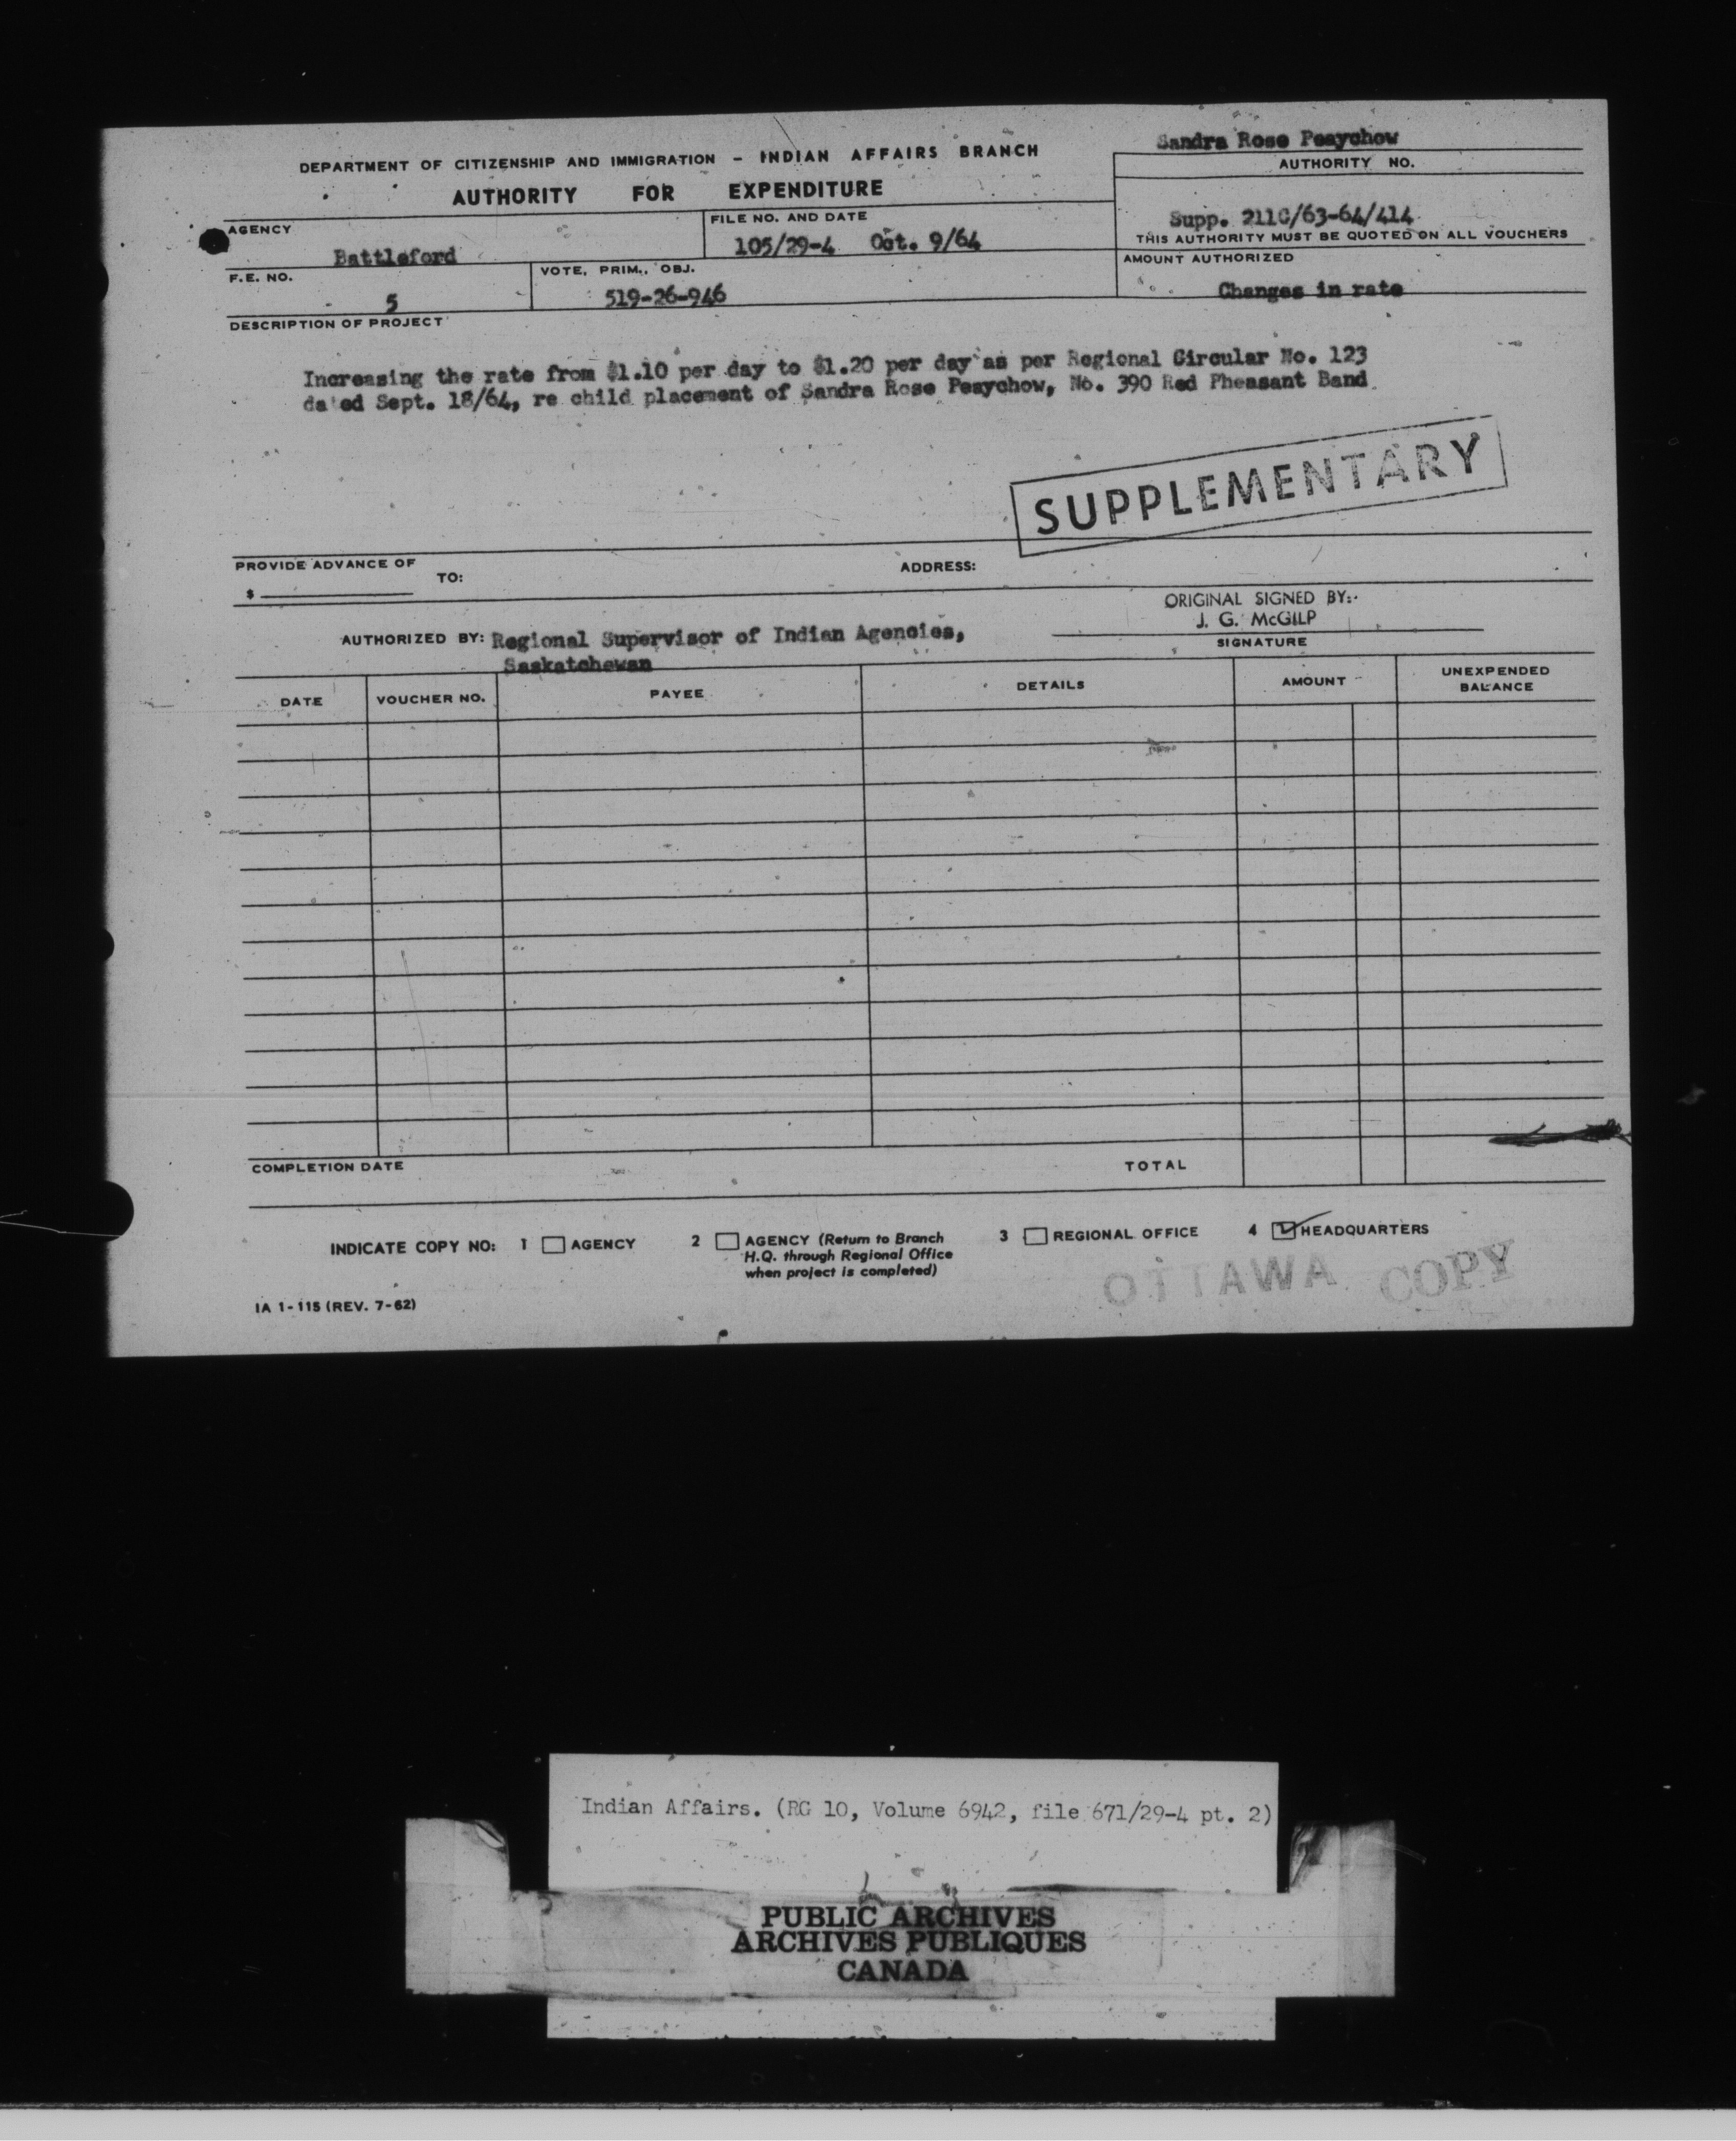 Sandra Rose Peaychow
DEPARTMENT OF CITIZENSHIP AND IMMIGRATION – INDIAN AFFAIRS BRANCH
AUTHORITY NO.
AUTHORITY FOR EXPENDITURE
Supp. 211C/63-64/414
THIS AUTHORITY MUST BE QUOTED ON ALL VOUCHERS
AGENCY
Battleford
FILE NO. AND DATE
105/29-4 Oct. 9/64
AMOUNT AUTHORIZED
Changes in rate
F.E. NO.
5
VOTE, PRIM., OBJ.
519-26-946
DESCRIPTION OF PROJECT
Increasing the rate from $1.10 per day to $1.20 per day as per Regional Circular No. 123
dated Sept. 18/64, re child placement of Sandra Rose Peaychow, No. 390 Red Pheasant Band
SUPPLEMENTARY
PROVIDE ADVANCE OF
$
TO:
ADDRESS:
ORIGINAL SIGNED BY:
J. G. McGILP
SIGNATURE
AUTHORIZED BY: Regional Supervisor of Indian Agencies,
Saskatchewan
DATE VOUCHER NO. PAYEE DETAILS AMOUNT UNEXPENDED
BALANCE
COMPLETION DATE TOTAL
INDICATE COPY NO: 1 AGENCY 2 AGENCY (Return to Branch
H.Q. through Regional Office
when project is completed)
3 REGIONAL OFFICE 4 HEADQUARTERS
OTTAWA COPY
IA 1-115 (REV. 7-62)
Indian Affairs. (RG 10, Volume 6942, file 671/29-4 pt. 2)
PUBLIC ARCHIVES
ARCHIVES PUBLIQUES
CANADA